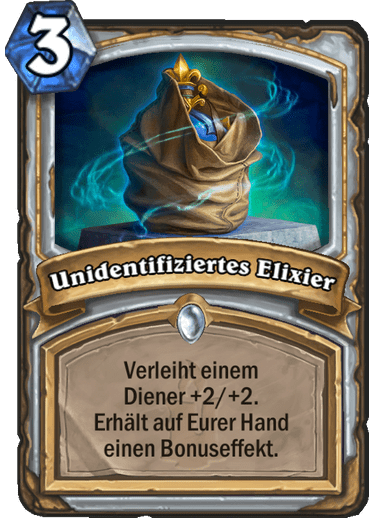 3
Unidentifiziertes Elixier
Verleiht einem
Diener +2/+2.
Erhält auf Eurer Hand
einen Bonuseffekt.